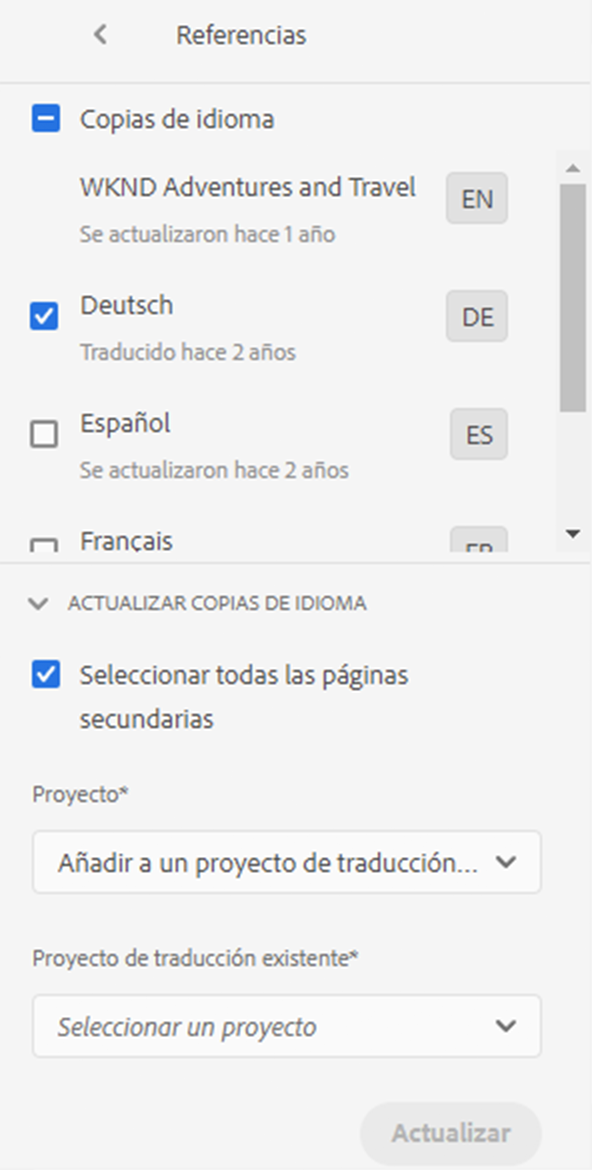 Referencias
Copias de idioma
WKND Adventures and Travel
EN
Se actualizaron hace 1 año
Deutsch
DE
Traducido hace 2 años
Español
ES
Se actualizaron hace 2 años
Français
FR
ACTUALIZAR COPIAS DE IDIOMA
Seleccionar todas las páginas
secundarias
Proyecto*
Añadir a un proyecto de traducción...
Proyecto de traducción existente*
Seleccionar un proyecto
Actualizar